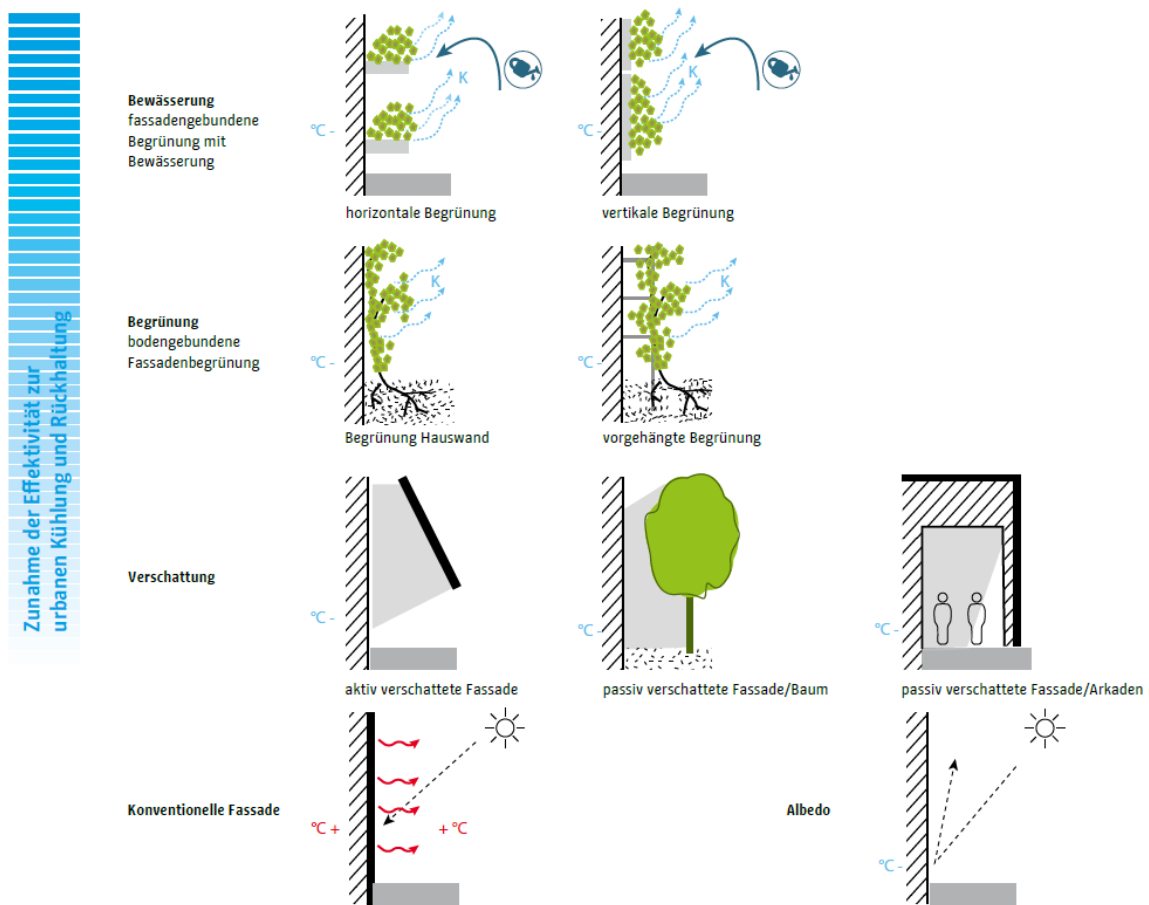 Zunahme der Effektivität zur
urbanen Kühlung und Rückhaltung
Bewässerung
fassadengebundene
Begrünung mit
Bewässerung
°C -
K
K
horizontale Begrünung
°C -
K
K
vertikale Begrünung
Begrünung
bodengebundene
Fassadenbegrünung
°C -
K
Begrünung Hauswand
°C -
K
vorgehängte Begrünung
Verschattung
°C -
aktiv verschattete Fassade
°C -
passiv verschattete Fassade/Baum
°C -
passiv verschattete Fassade/Arkaden
Konventionelle Fassade
°C +
+ °C
Albedo
°C -